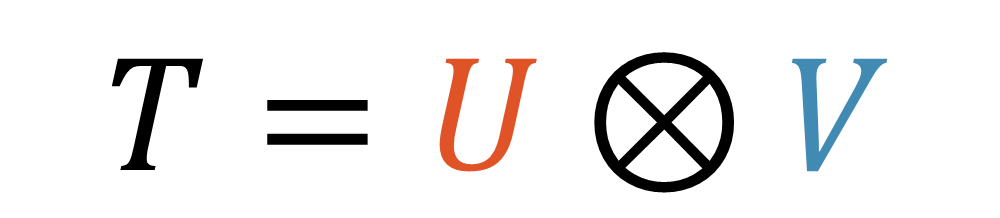 T = U ⊗ V